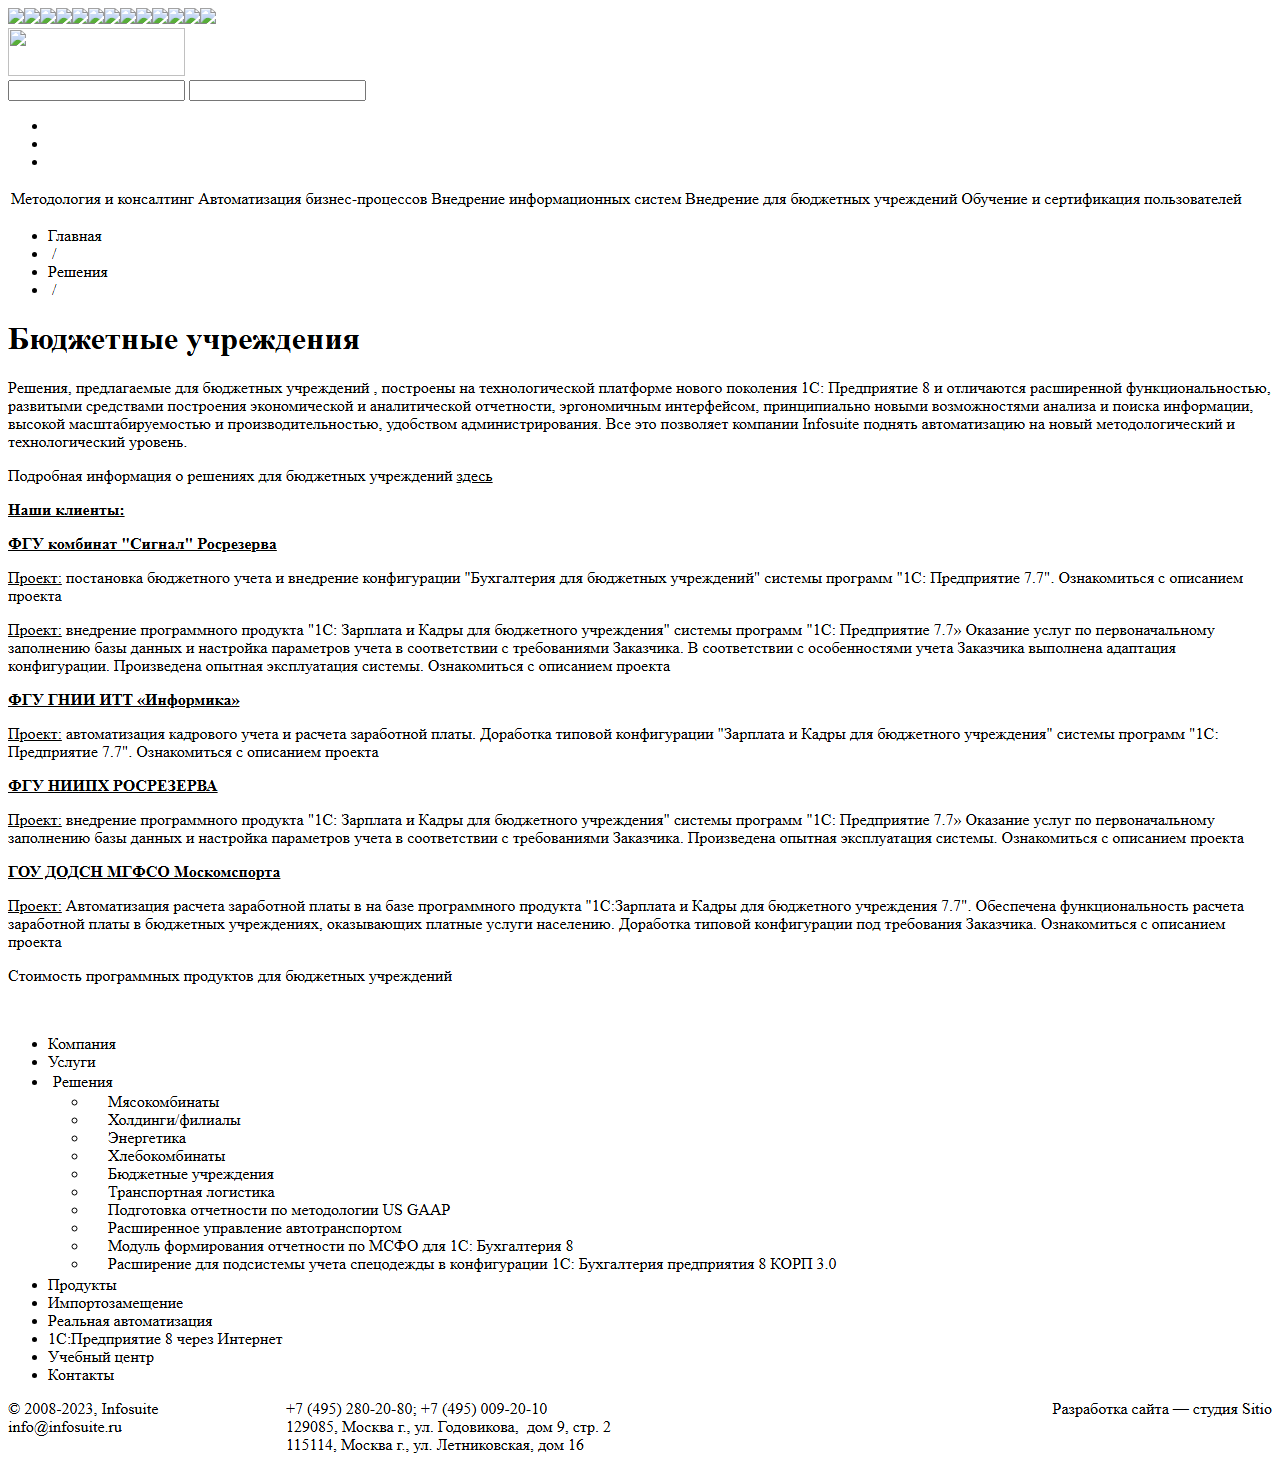 Методология и консалтинг Автоматизация бизнес-процессов Внедрение информационных систем Внедрение для бюджетных учреждений Обучение и сертификация пользователей
Главная
/
Решения
/
Бюджетные учреждения
Решения, предлагаемые для бюджетных учреждений , построены на технологической платформе нового поколения 1С: Предприятие 8 и отличаются расширенной функциональностью,
развитыми средствами построения экономической и аналитической отчетности, эргономичным интерфейсом, принципиально новыми возможностями анализа и поиска информации,
высокой масштабируемостью и производительностью, удобством администрирования. Все это позволяет компании Infosuite поднять автоматизацию на новый методологический и
технологический уровень.
Подробная информация о решениях для бюджетных учреждений здесь
Наши клиенты:
ФГУ комбинат "Сигнал" Росрезерва
Проект: постановка бюджетного учета и внедрение конфигурации "Бухгалтерия для бюджетных учреждений" системы программ "1С: Предприятие 7.7". Ознакомиться с описанием
проекта
Проект: внедрение программного продукта "1С: Зарплата и Кадры для бюджетного учреждения" системы программ "1С: Предприятие 7.7» Оказание услуг по первоначальному
заполнению базы данных и настройка параметров учета в соответствии с требованиями Заказчика. В соответствии с особенностями учета Заказчика выполнена адаптация
конфигурации. Произведена опытная эксплуатация системы. Ознакомиться с описанием проекта
ФГУ ГНИИ ИТТ «Информика»
Проект: автоматизация кадрового учета и расчета заработной платы. Доработка типовой конфигурации "Зарплата и Кадры для бюджетного учреждения" системы программ "1С:
Предприятие 7.7". Ознакомиться с описанием проекта
ФГУ НИИПХ РОСРЕЗЕРВА
Проект: внедрение программного продукта "1С: Зарплата и Кадры для бюджетного учреждения" системы программ "1С: Предприятие 7.7» Оказание услуг по первоначальному
заполнению базы данных и настройка параметров учета в соответствии с требованиями Заказчика. Произведена опытная эксплуатация системы. Ознакомиться с описанием проекта
ГОУ ДОДСН МГФСО Москомспорта
Проект: Автоматизация расчета заработной платы в на базе программного продукта "1С:Зарплата и Кадры для бюджетного учреждения 7.7". Обеспечена функциональность расчета
заработной платы в бюджетных учреждениях, оказывающих платные услуги населению. Доработка типовой конфигурации под требования Заказчика. Ознакомиться с описанием
проекта
Стоимость программных продуктов для бюджетных учреждений
Компания
Услуги
Решения
Мясокомбинаты
Холдинги/филиалы
Энергетика
Хлебокомбинаты
Бюджетные учреждения
Транспортная логистика
Подготовка отчетности по методологии US GAAP
Расширенное управление автотранспортом
Модуль формирования отчетности по МСФО для 1С: Бухгалтерия 8
Расширение для подсистемы учета спецодежды в конфигурации 1С: Бухгалтерия предприятия 8 КОРП 3.0
Продукты
Импортозамещение
Реальная автоматизация
1С:Предприятие 8 через Интернет
Учебный центр
Контакты
© 2008-2023, Infosuite
info@infosuite.ru
+7 (495) 280-20-80; +7 (495) 009-20-10
129085, Москва г., ул. Годовикова, дом 9, стр. 2
115114, Москва г., ул. Летниковская, дом 16
Разработка сайта — студия Sitio